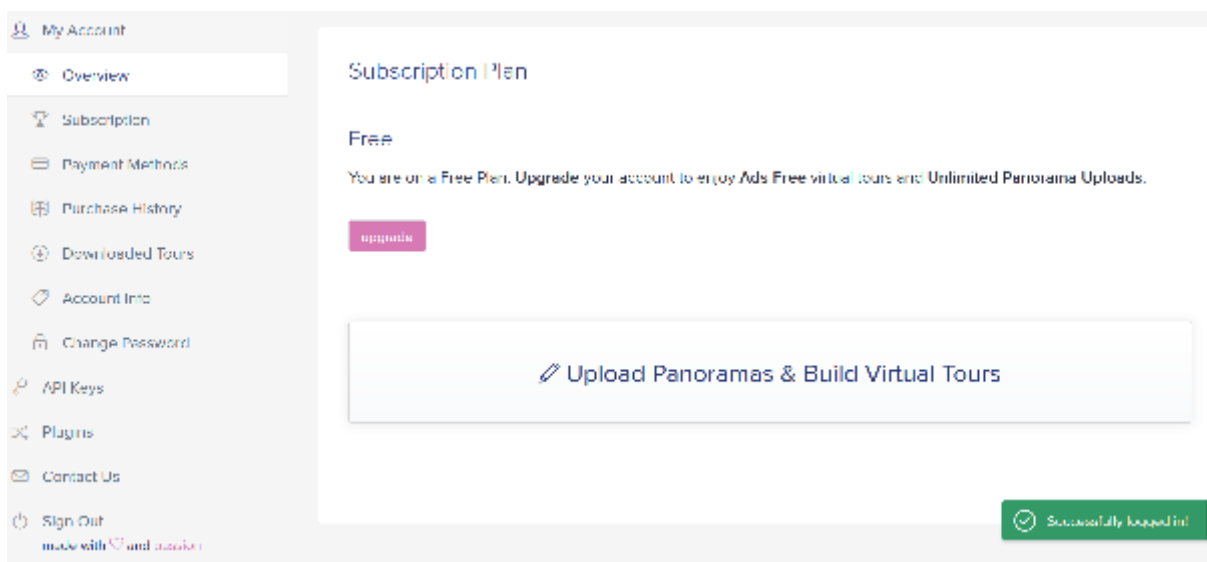 My Account
Overview
Subscription
Payment Methods
Purchase History
Downloaded Tours
Account Info
Change Password
API Keys
Plugins
Contact Us
Sign Out
made with and passion
Subscription Plan
Free
You are on a Free Plan. Upgrade your account to enjoy Ads Free virtual tours and Unlimited Panorama Uploads.
upgrade
Upload Panoramas & Build Virtual Tours
Successfully logged in!